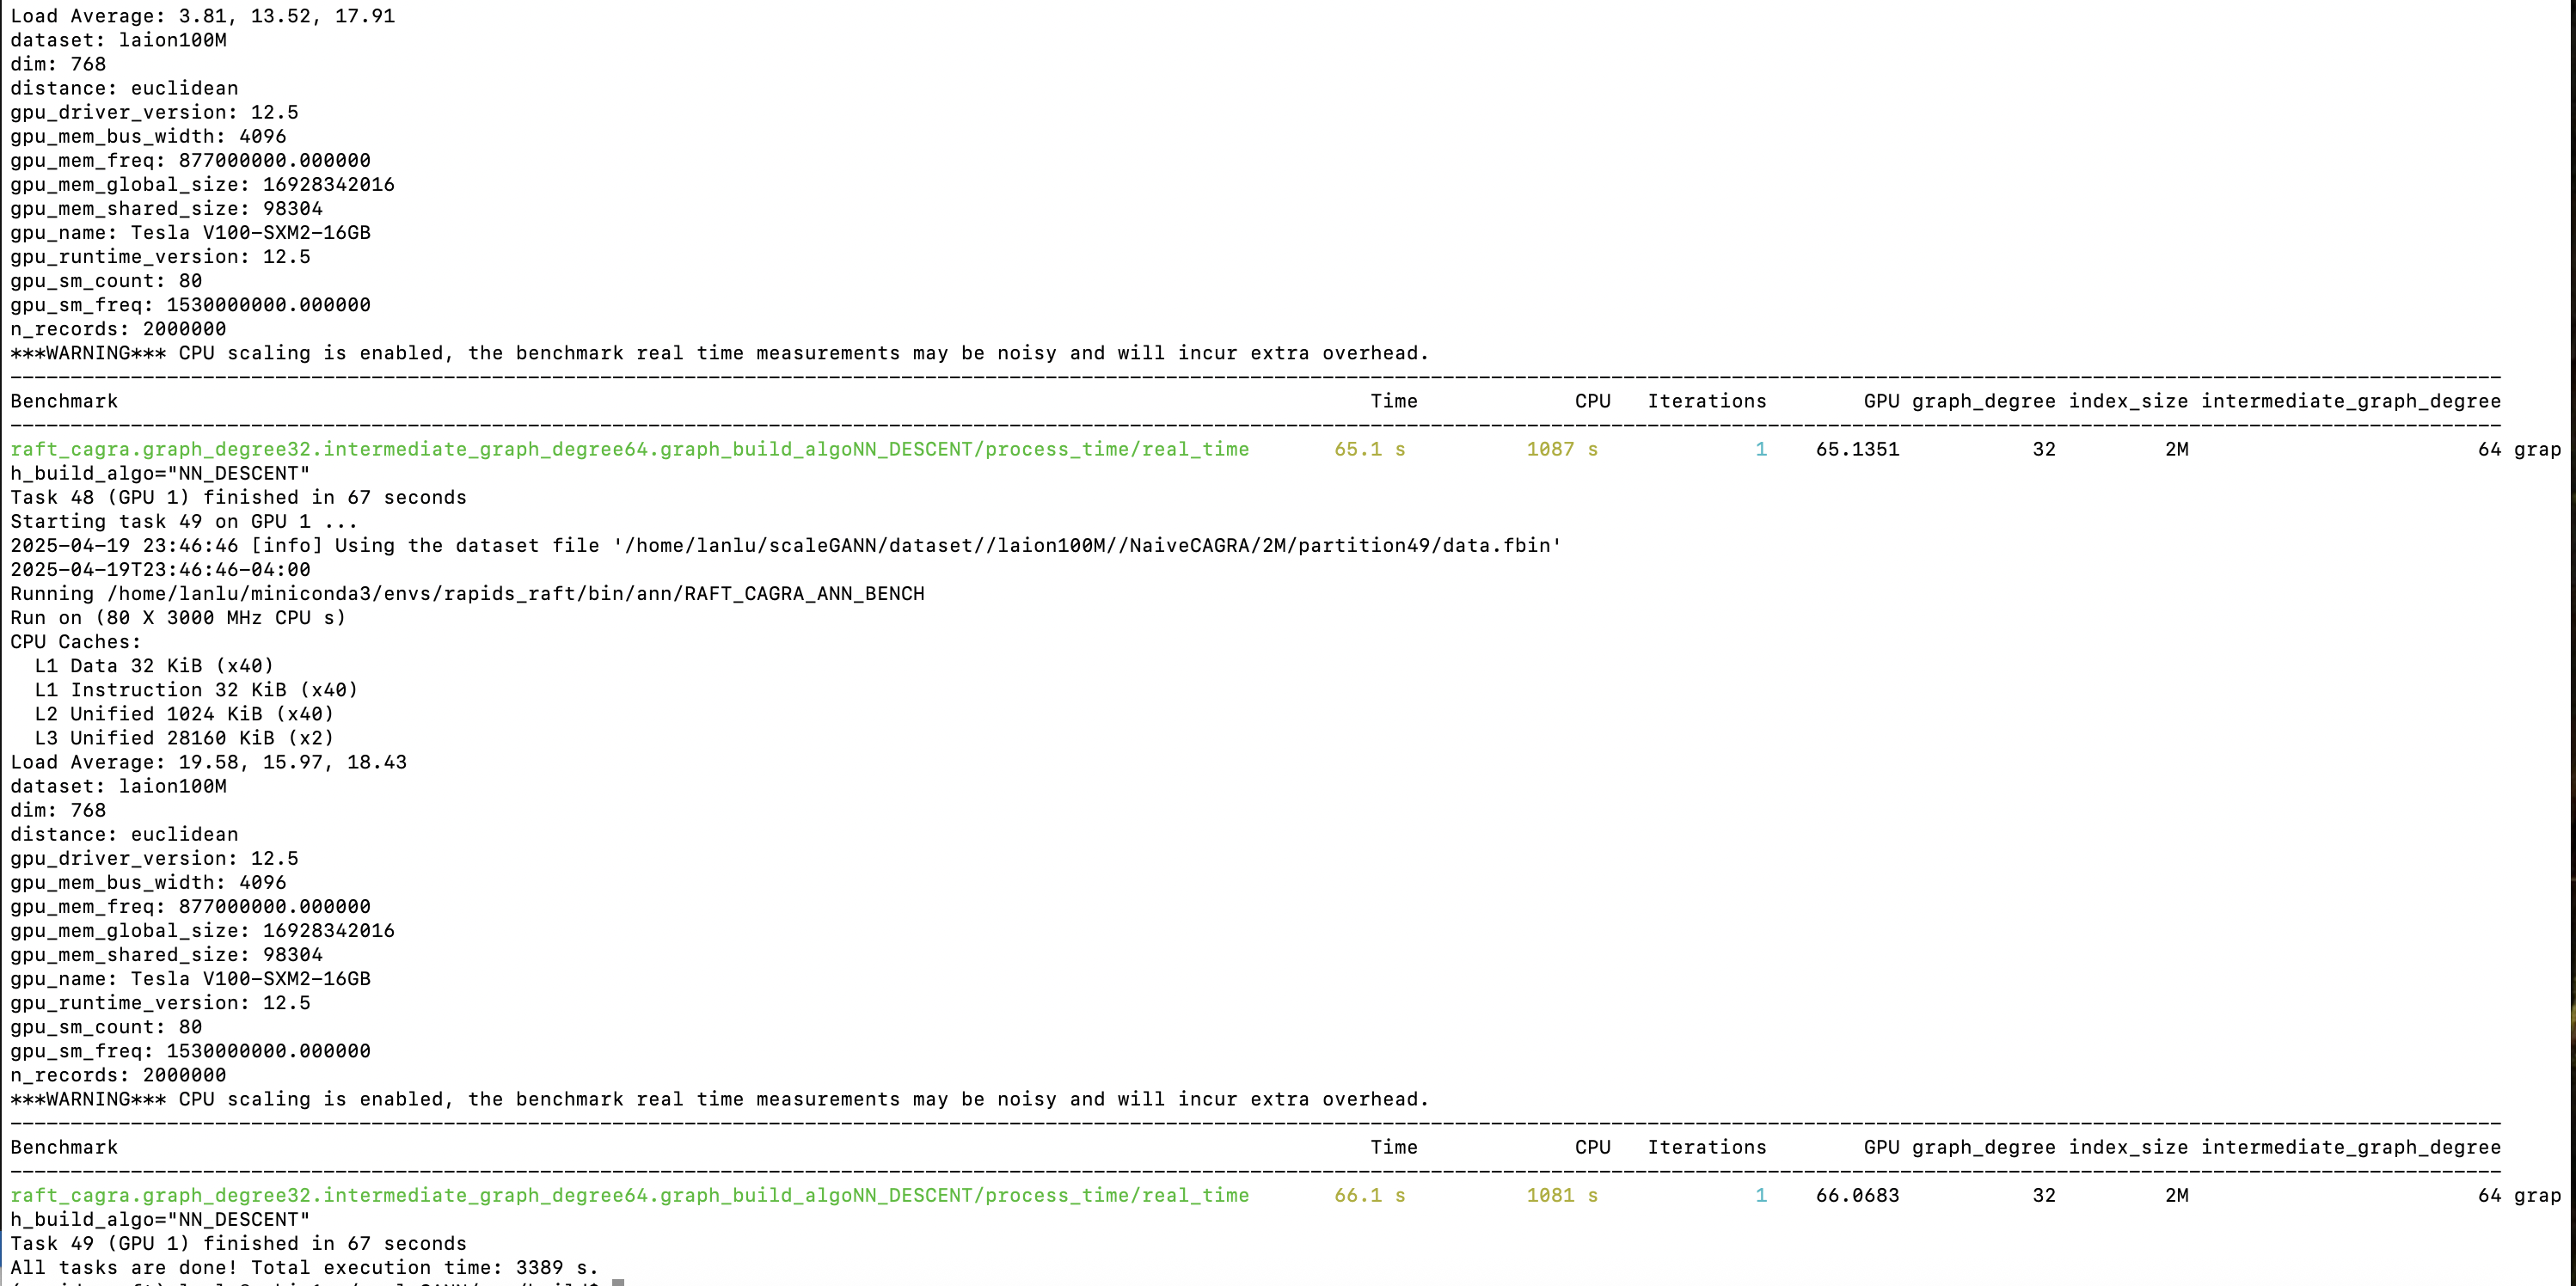 Load Average: 3.81, 13.52, 17.91
dataset: laion100M
dim: 768
distance: euclidean
gpu_driver_version: 12.5
gpu_mem_bus_width: 4096
gpu_mem_freq: 877000000.000000
gpu_mem_global_size: 16928342016
gpu_mem_shared_size: 98304
gpu_name: Tesla V100-SXM2-16GB
gpu_runtime_version: 12.5
gpu_sm_count: 80
gpu_sm_freq: 1530000000.000000
n_records: 2000000
***WARNING*** CPU scaling is enabled, the benchmark real time measurements may be noisy and will incur extra overhead.
Benchmark Time CPU Iterations GPU graph_degree index_size intermediate_graph_degree
raft_cagra.graph_degree32.intermediate_graph_degree64.graph_build_algoNN_DESCENT/process_time/real_time 65.1 s 1087 s 1 65.1351 32 2M 64 grap
h_build_algo="NN_DESCENT"
Task 48 (GPU 1) finished in 67 seconds
Starting task 49 on GPU 1 ...
2025-04-19 23:46:46 [info] Using the dataset file '/home/lanlu/scaleGANN/dataset//laion100M//NaiveCAGRA/2M/partition49/data.fbin'
2025-04-19T23:46:46-04:00
Running /home/lanlu/miniconda3/envs/rapids_raft/bin/ann/RAFT_CAGRA_ANN_BENCH
Run on (80 X 3000 MHz CPU s)
CPU Caches:
L1 Data 32 KiB (x40)
L1 Instruction 32 KiB (x40)
L2 Unified 1024 KiB (x40)
L3 Unified 28160 KiB (x2)
Load Average: 19.58, 15.97, 18.43
dataset: laion100M
dim: 768
distance: euclidean
gpu_driver_version: 12.5
gpu_mem_bus_width: 4096
gpu_mem_freq: 877000000.000000
gpu_mem_global_size: 16928342016
gpu_mem_shared_size: 98304
gpu_name: Tesla V100-SXM2-16GB
gpu_runtime_version: 12.5
gpu_sm_count: 80
gpu_sm_freq: 1530000000.000000
n_records: 2000000
***WARNING*** CPU scaling is enabled, the benchmark real time measurements may be noisy and will incur extra overhead.
Benchmark Time CPU Iterations GPU graph_degree index_size intermediate_graph_degree
raft_cagra.graph_degree32.intermediate_graph_degree64.graph_build_algoNN_DESCENT/process_time/real_time 66.1 s 1081 s 1 66.0683 32 2M 64 grap
h_build_algo="NN_DESCENT"
Task 49 (GPU 1) finished in 67 seconds
All tasks are done! Total execution time: 3389 s.